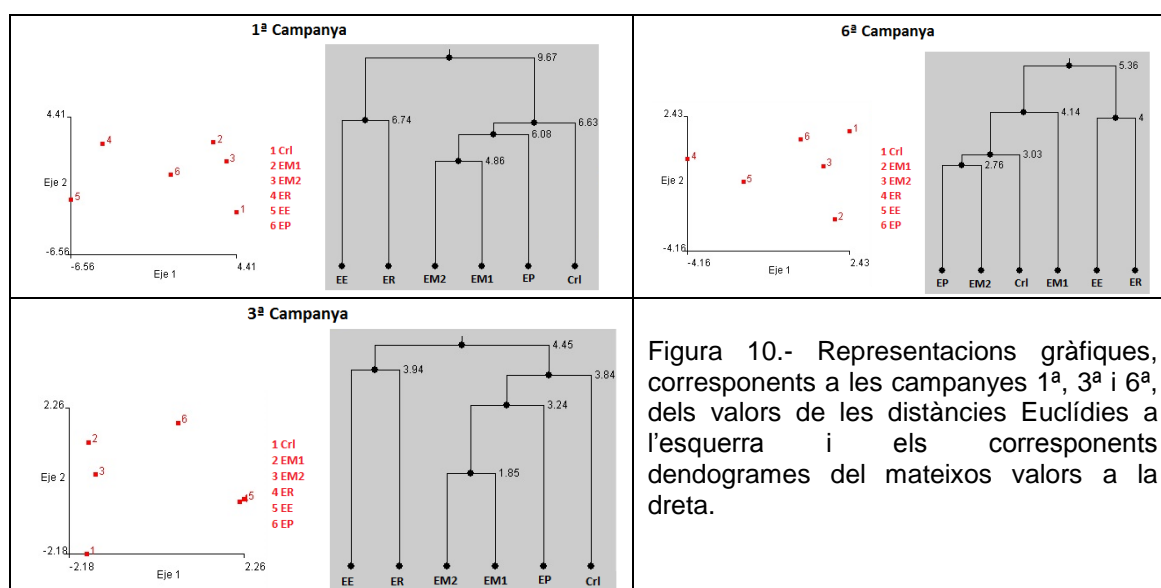 1ª Campanya
4.41
Eje 2
-6.56
-6.56
Eje 1
4.41
4
2
3
6
5
1
1 Crl
2 EM1
3 EM2
4 ER
5 EE
6 EP
9.67
6.74
6.63
6.08
4.86
EE
ER
EM2
EM1
EP
Crl
6ª Campanya
2.43
Eje 2
-4.16
-4.16
Eje 1
2.43
1
6
4
3
5
2
1 Crl
2 EM1
3 EM2
4 ER
5 EE
6 EP
5.36
4.14
4
3.03
2.76
EP
EM2
Crl
EM1
EE
ER
3ª Campanya
2.26
Eje 2
-2.18
-2.18
Eje 1
2.26
6
2
3
5
1
1 Crl
2 EM1
3 EM2
4 ER
5 EE
6 EP
4.45
3.94
3.84
3.24
1.85
EE
ER
EM2
EM1
EP
Crl
Figura 10.- Representacions gràfiques,
corresponents a les campanyes 1ª, 3ª i 6ª,
dels valors de les distàncies Euclídies a
l'esquerra i els corresponents
dendogrames del mateixos valors a la
dreta.